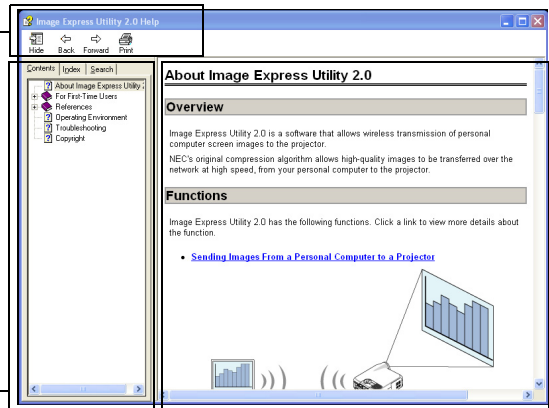 Image Express Utility 2.0 Help
Hide Back Forward Print
Contents Index Search
About Image Express Utility 2
For First-Time Users
References
Operating Environment
Troubleshooting
Copyright
About Image Express Utility 2.0
Overview
Image Express Utility 2.0 is a software that allows wireless transmission of personal
computer screen images to the projector.
NEC's original compression algorithm allows high-quality images to be transferred over the
network at high speed, from your personal computer to the projector.
Functions
Image Express Utility 2.0 has the following functions. Click a link to view more details about
the function.
Sending Images From a Personal Computer to a Projector